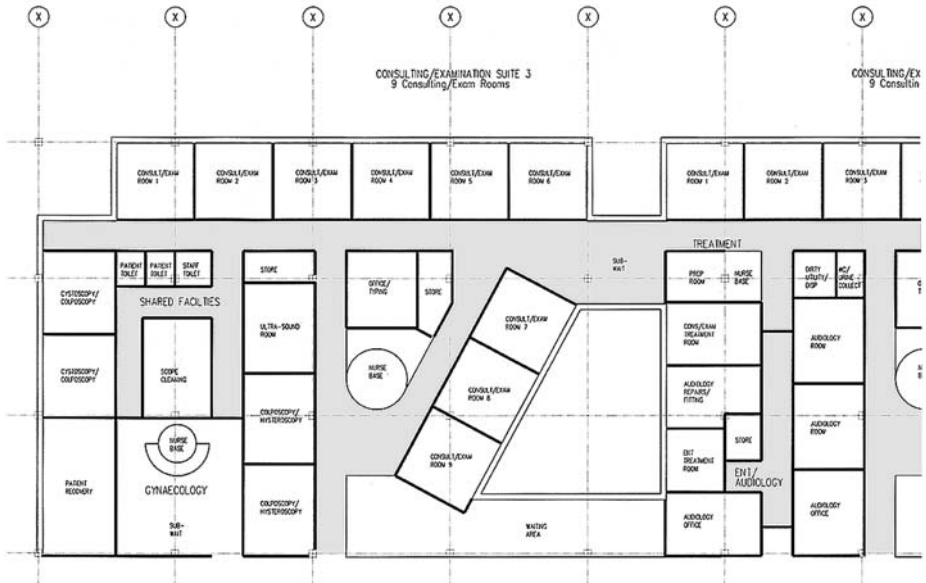 X X X X X X X
CONSULTING/EXAMINATION SUITE 3
9 Consulting/Exam Rooms
CONSULTING/EX
9 Consultin
CONSULT/EXAM
ROOM 1
CONSULT/EXAM
ROOM 2
CONSULT/EXAM
ROOM 3
CONSULT/EXAM
ROOM 4
CONSULT/EXAM
ROOM 5
CONSULT/EXAM
ROOM 6
CONSULT/EXAM
ROOM 1
CONSULT/EXAM
ROOM 2
CONSULT/EXAM
ROOM 3
TREATMENT
PATIENT
TOILET
PATIENT
TOILET
STAFF
TOILET
STORE
OFFICE/
TYPING
STORE
SUB-
WAIT
PREP
ROOM
NURSE
BASE
DIRTY
UTILITY/
DISP
WC/
URINE
COLLECT
CYSTOSCOPY/
COLPOSCOPY
SHARED FACILTIES
ULTRA-SOUND
ROOM
CONSULT/EXAM
ROOM 7
CONS/EXAM
TREATMENT
ROOM
AUDIOLOGY
ROOM
CYSTOSCOPY/
COLPOSCOPY
SCOPE
CLEANING
NURSE
BASE
CONSULT/EXAM
ROOM 8
AUDIOLOGY
REPAIRS/
FITTING
COLPOSCOPY/
HYSTEROSCOPY
AUDIOLOGY
ROOM
NURSE
BASE
STORE
CONSULT/EXAM
ROOM 9
ENT
TREATMENT
ROOM
ENT/
AUDIOLOGY
PATIENT
RECOVERY
GYNAECOLOGY
COLPOSCOPY/
HYSTEROSCOPY
AUDIOLOGY
OFFICE
SUB-
WAIT
WAITING
AREA
AUDIOLOGY
OFFICE